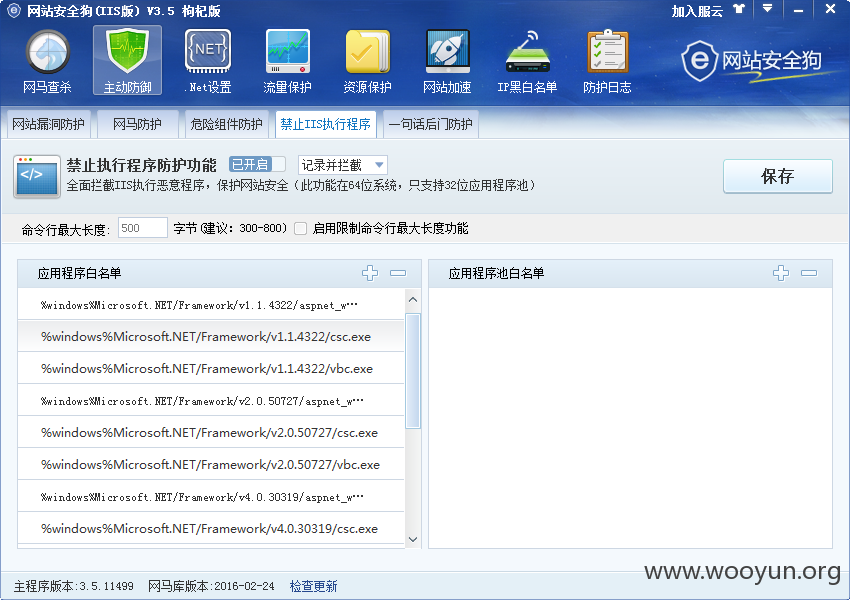 网站安全狗(IIS版) V3.5 枸杞版
加入服云
网马查杀 主动防御 .Net设置 流量保护 资源保护 网站加速 IP黑白名单 防护日志
NET
网站安全狗
网站漏洞防护 网马防护 危险组件防护 禁止IIS执行程序 一句话后门防护
禁止执行程序防护功能 已开启 记录并拦截
全面拦截IIS执行恶意程序，保护网站安全（此功能在64位系统，只支持32位应用程序池）
保存
命令行最大长度: 500 字节(建议：300-800) 启用限制命令行最大长度功能
应用程序白名单
%windows%Microsoft.NET/Framework/v1.1.4322/aspnet_w…
%windows%Microsoft.NET/Framework/v1.1.4322/csc.exe
%windows%Microsoft.NET/Framework/v1.1.4322/vbc.exe
%windows%Microsoft.NET/Framework/v2.0.50727/aspnet_w…
%windows%Microsoft.NET/Framework/v2.0.50727/csc.exe
%windows%Microsoft.NET/Framework/v2.0.50727/vbc.exe
%windows%Microsoft.NET/Framework/v4.0.30319/aspnet_w…
%windows%Microsoft.NET/Framework/v4.0.30319/csc.exe
应用程序池白名单
www.wooyun.org
主程序版本:3.5.11499 网马库版本:2016-02-24 检查更新